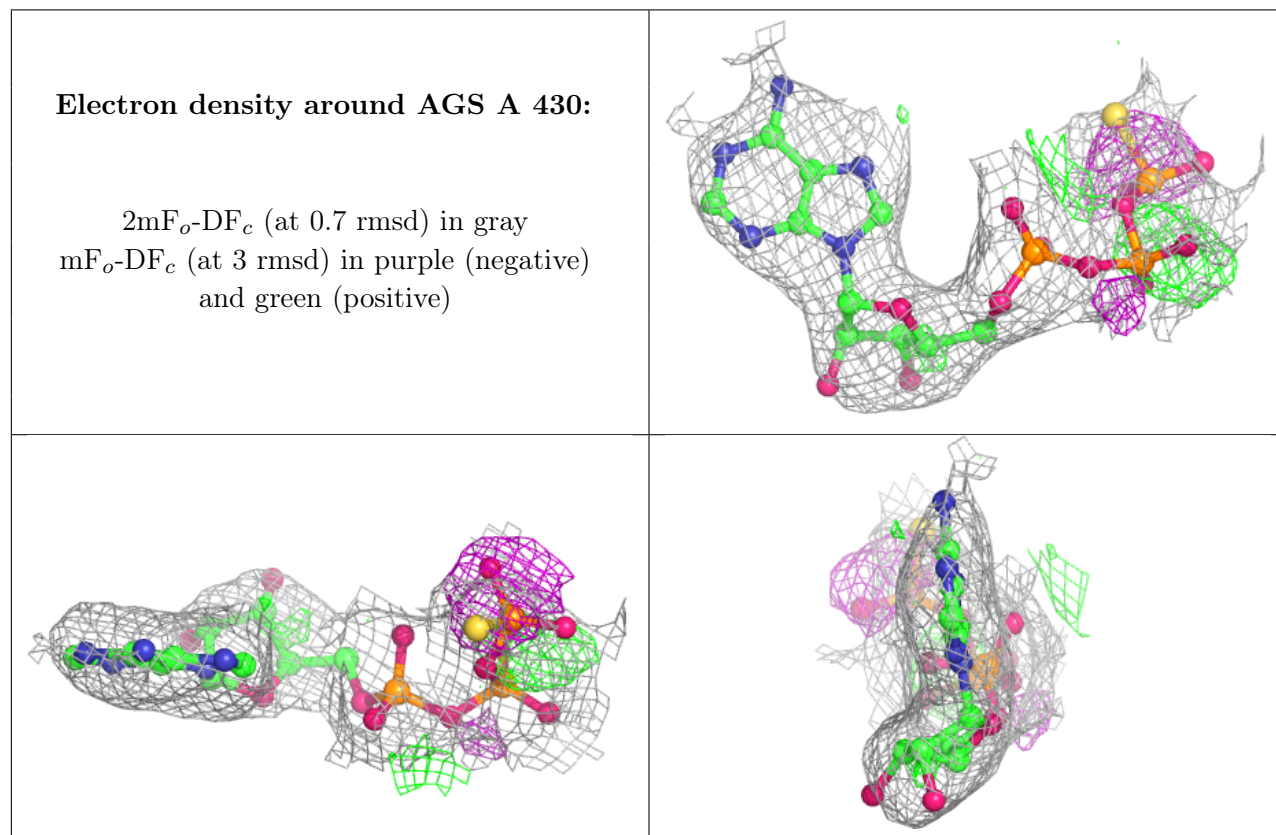 Electron density around AGS A 430:
2mFo-DFc (at 0.7 rmsd) in gray
mFo-DFc (at 3 rmsd) in purple (negative)
and green (positive)